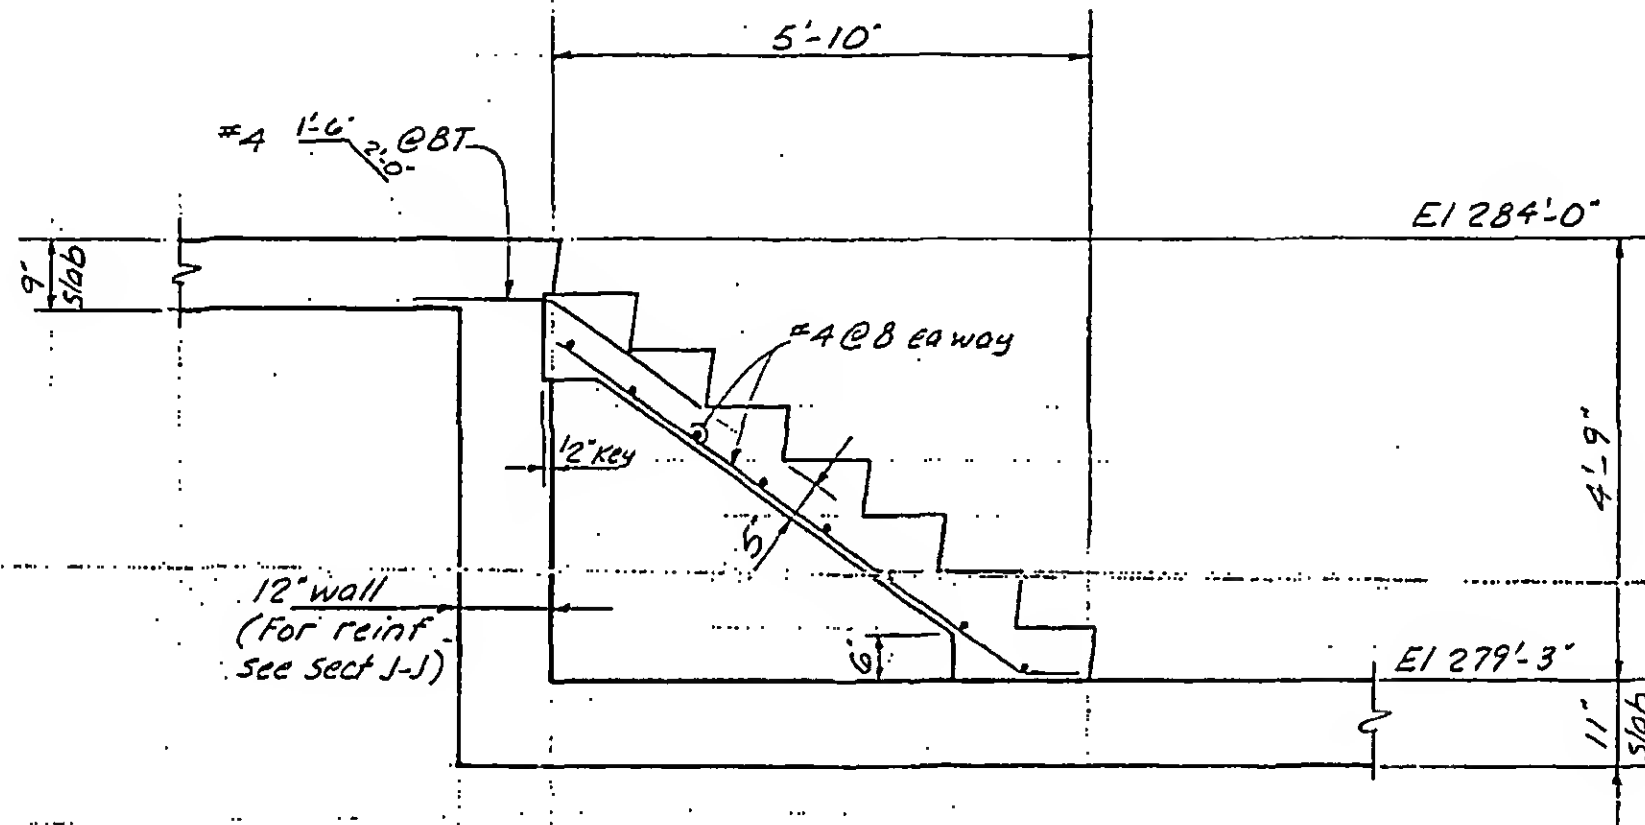 5'-10"
#4 1'-6" 2'-0" @8T
El 284'-0"
9"
slab
#4@8 ea way
1/2" key
4'-9"
5"
12" wall
(For reinf
see sect J-J)
6"
El 279'-3"
11"
slab